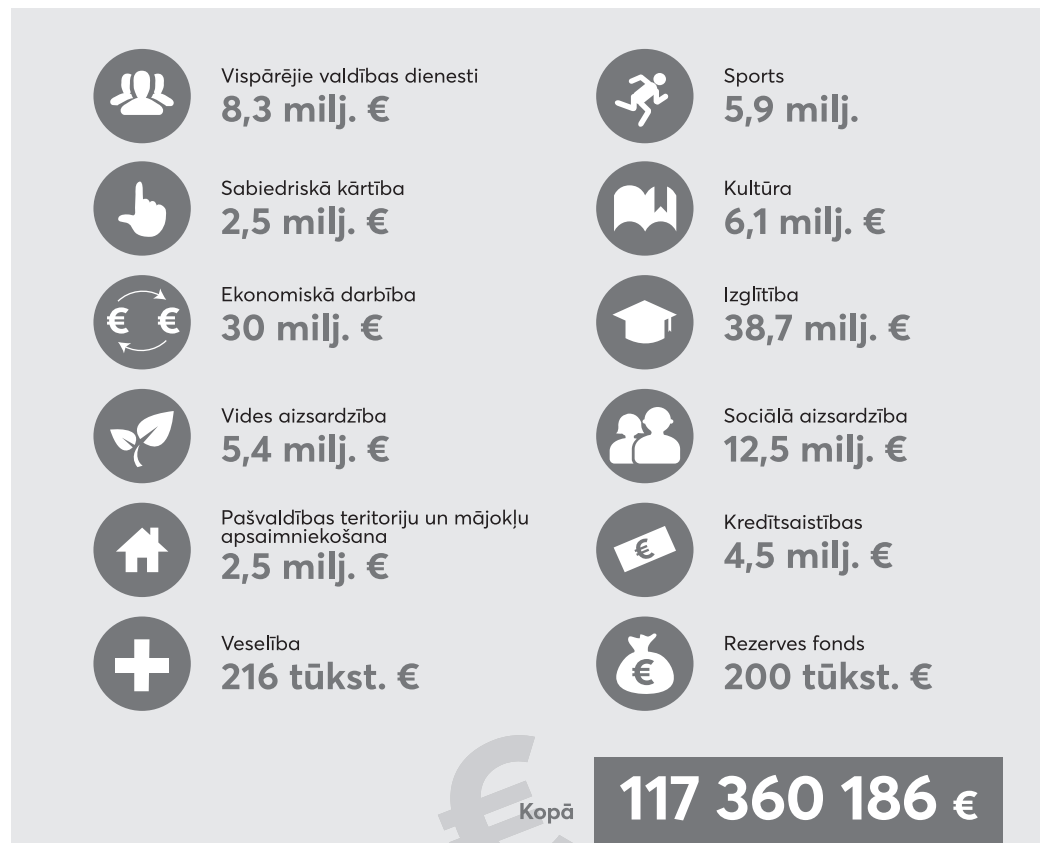 Vispārējie valdības dienesti
8,3 milj. €
Sabiedriskā kārtība
2,5 milj. €
Ekonomiskā darbība
€ €
30 milj. €
Vides aizsardzība
5,4 milj. €
Pašvaldības teritoriju un mājokļu
apsaimniekošana
2,5 milj. €
Veselība
216 tūkst. €
Sports
5,9 milj.
Kultūra
6,1 milj. €
Izglītība
38,7 milj. €
Sociālā aizsardzība
12,5 milj. €
Kredītsaistības
€
4,5 milj. €
Rezerves fonds
€
200 tūkst. €
€
Kopā
117 360 186 €